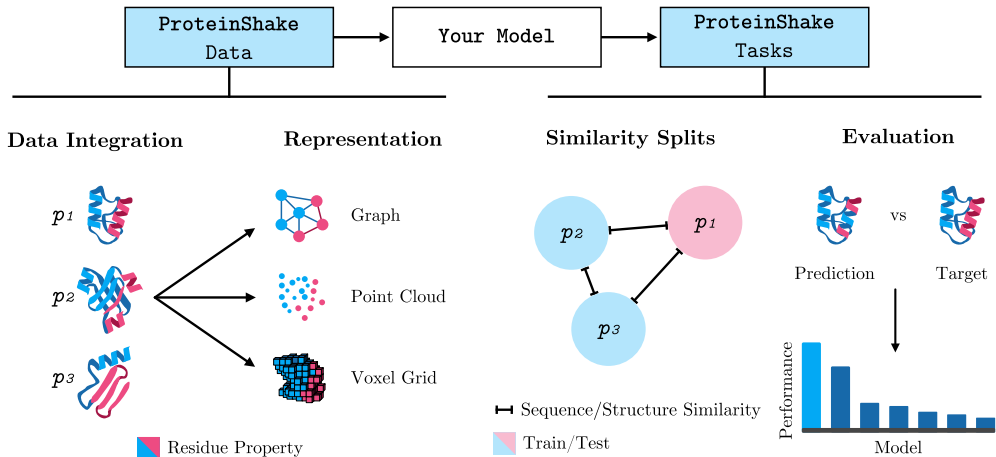 ProteinShake
Data
Your Model
ProteinShake
Tasks
Data Integration
Representation
Similarity Splits
Evaluation
p1
Graph
p2
Point Cloud
p3
Voxel Grid
Residue Property
p2
p1
p3
Sequence/Structure Similarity
Train/Test
vs
Prediction
Target
Performance
Model